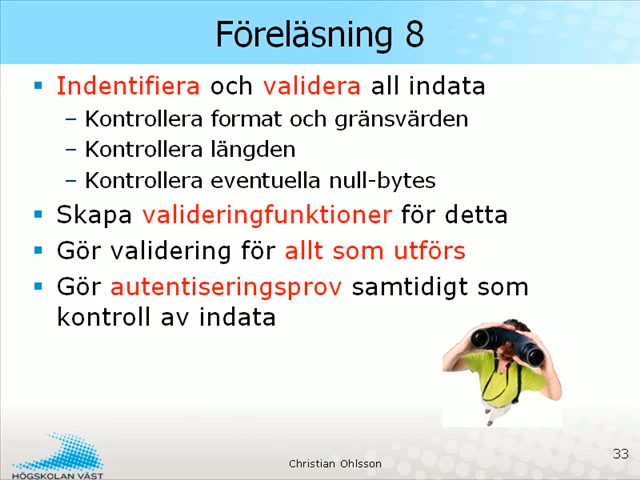 Föreläsning 8
Indentifiera och validera all indata
– Kontrollera format och gränsvärden
– Kontrollera längden
– Kontrollera eventuella null-bytes
Skapa valideringfunktioner för detta
Gör validering för allt som utförs
Gör autentiseringsprov samtidigt som
kontroll av indata
HÖGSKOLAN VÄST
Christian Ohlsson
33